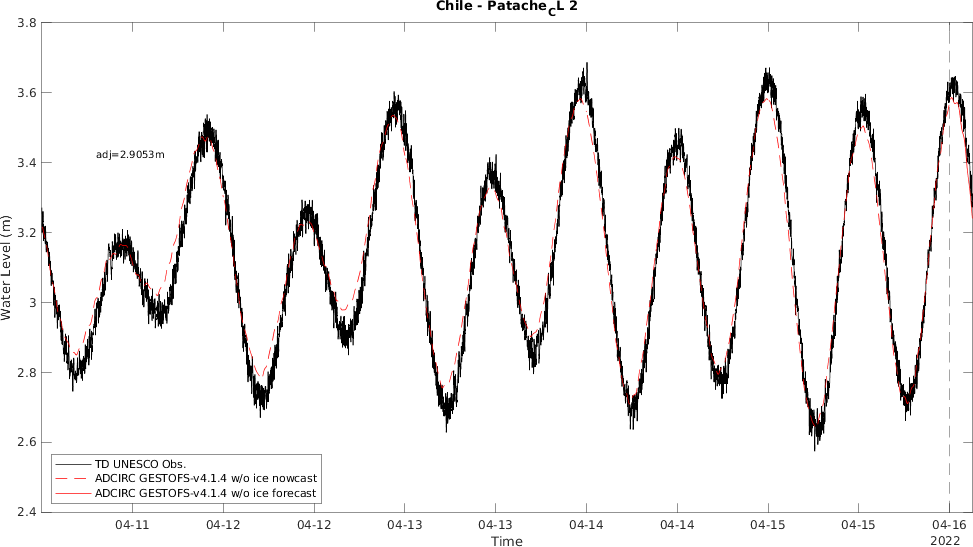 Chile - PatacheCL 2
3.8
3.6
3.4
3.2
3
2.8
2.6
2.4
Water Level (m)
adj=2.9053m
TD UNESCO Obs.
ADCIRC GESTOFS-v4.1.4 w/o ice nowcast
ADCIRC GESTOFS-v4.1.4 w/o ice forecast
04-11 04-12 04-12 04-13 04-13 04-14 04-14 04-15 04-15 04-16
Time
2022